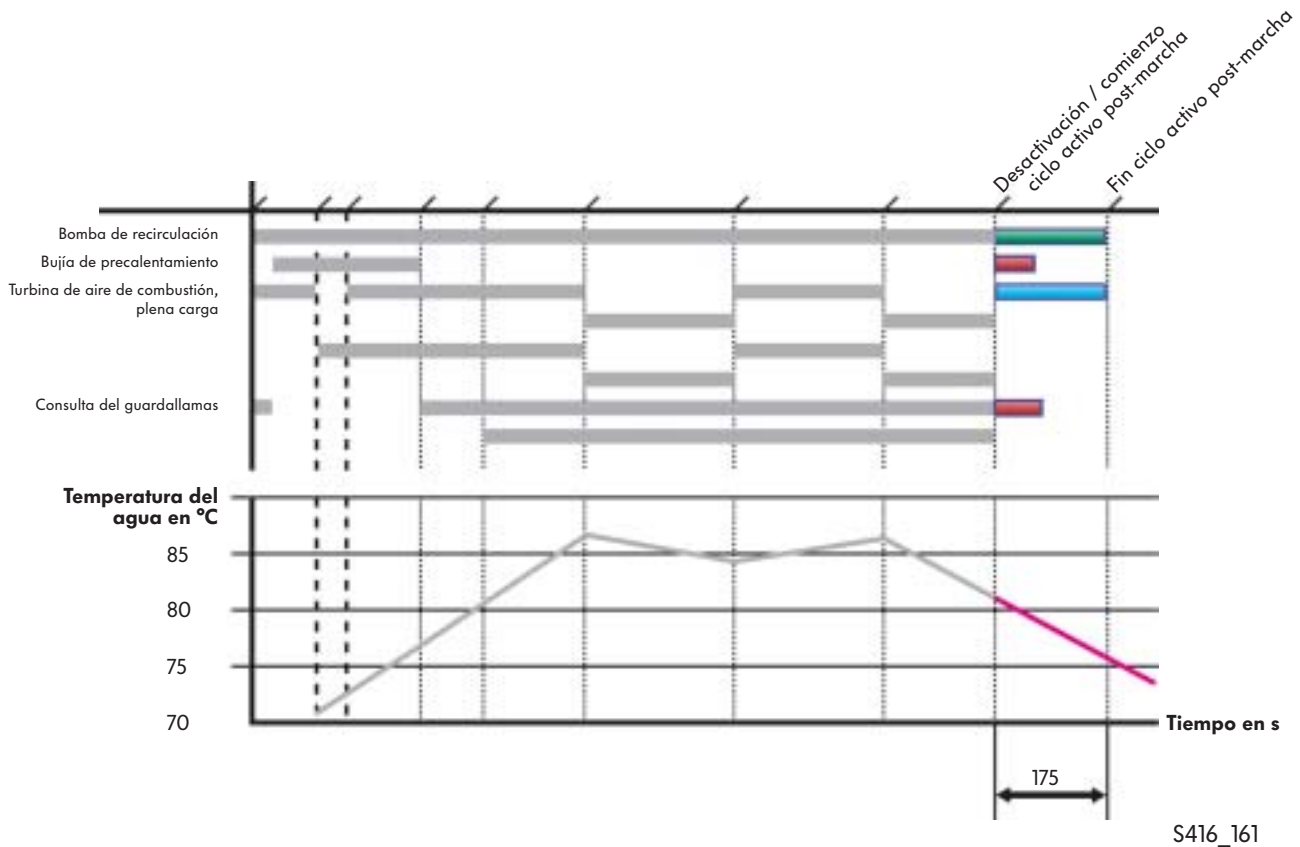 Desactivación / comienzo
ciclo activo post-marcha
Fin ciclo activo post-marcha
Bomba de recirculación
Bujía de precalentamiento
Turbina de aire de combustión,
plena carga
Consulta del guardallamas
Temperatura del
agua en °C
85
80
75
70
Tiempo en s
175
S416_161